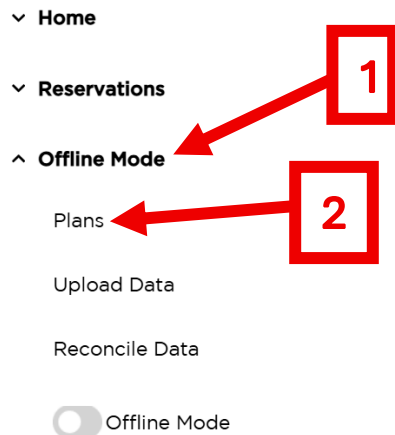 Home
1
Reservations
Offline Mode
Plans
2
Upload Data
Reconcile Data
Offline Mode